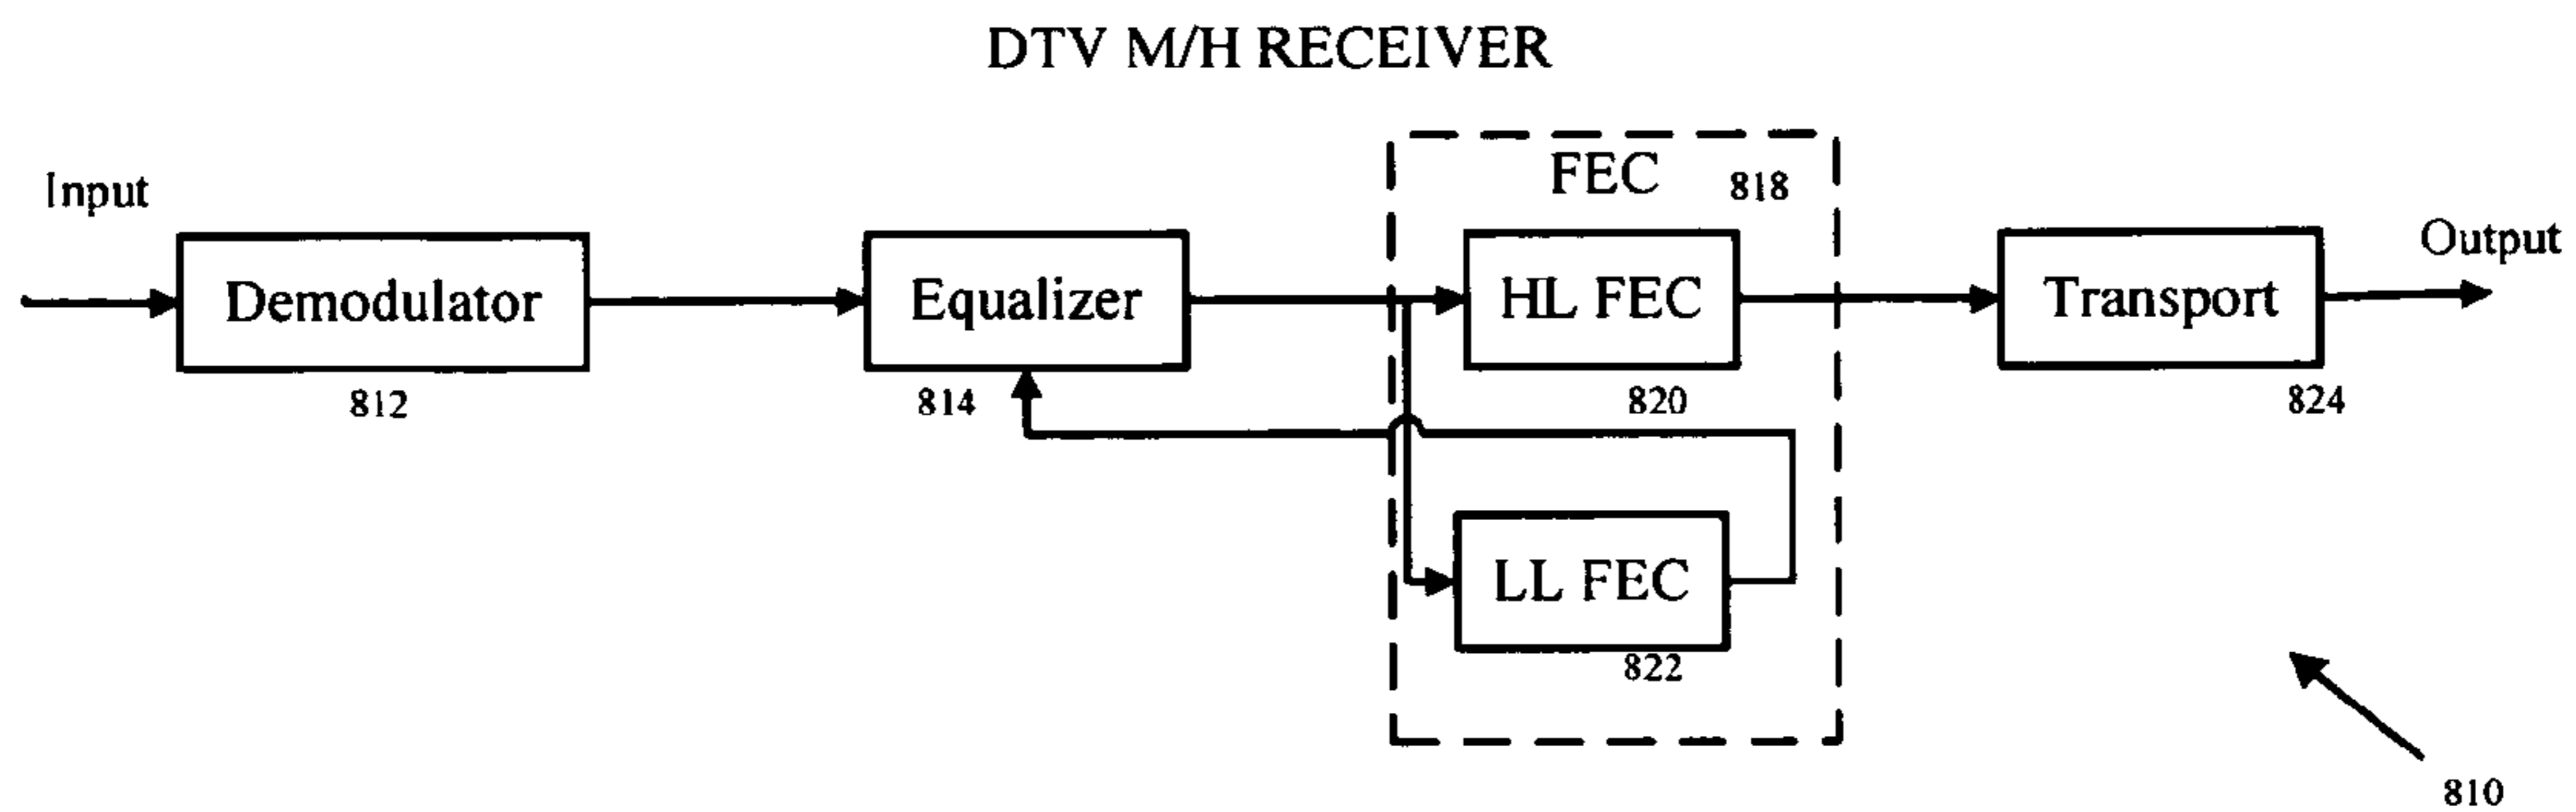 DTV M/H RECEIVER
Input
Demodulator
812
Equalizer
814
FEC
818
HL FEC
820
LL FEC
822
Transport
824
Output
810